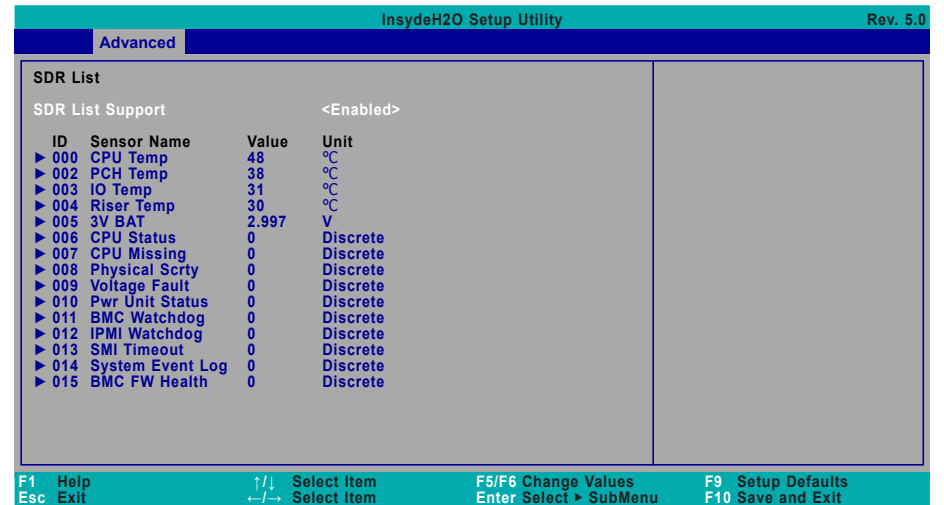 InsydeH2O Setup Utility Rev. 5.0
Advanced
SDR List
SDR List Support <Enabled>
ID Sensor Name Value Unit
► 000 CPU Temp 48 °C
► 002 PCH Temp 38 °C
► 003 IO Temp 31 °C
► 004 Riser Temp 30 °C
► 005 3V BAT 2.997 V
► 006 CPU Status 0 Discrete
► 007 CPU Missing 0 Discrete
► 008 Physical Scrty 0 Discrete
► 009 Voltage Fault 0 Discrete
► 010 Pwr Unit Status 0 Discrete
► 011 BMC Watchdog 0 Discrete
► 012 IPMI Watchdog 0 Discrete
► 013 SMI Timeout 0 Discrete
► 014 System Event Log 0 Discrete
► 015 BMC FW Health 0 Discrete
F1 Help ↑/↓ Select Item F5/F6 Change Values F9 Setup Defaults
Esc Exit ←/→ Select Item Enter Select ► SubMenu F10 Save and Exit